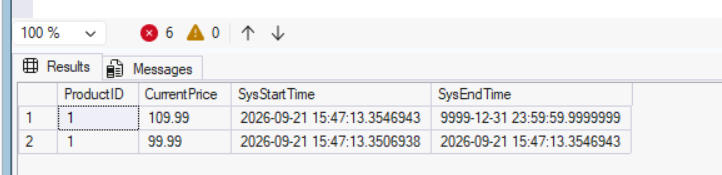 100 % 6 0
Results Messages
ProductID CurrentPrice SysStartTime SysEndTime
1 1 109.99 2026-09-21 15:47:13.3546943 9999-12-31 23:59:59.9999999
2 1 99.99 2026-09-21 15:47:13.3506938 2026-09-21 15:47:13.3546943